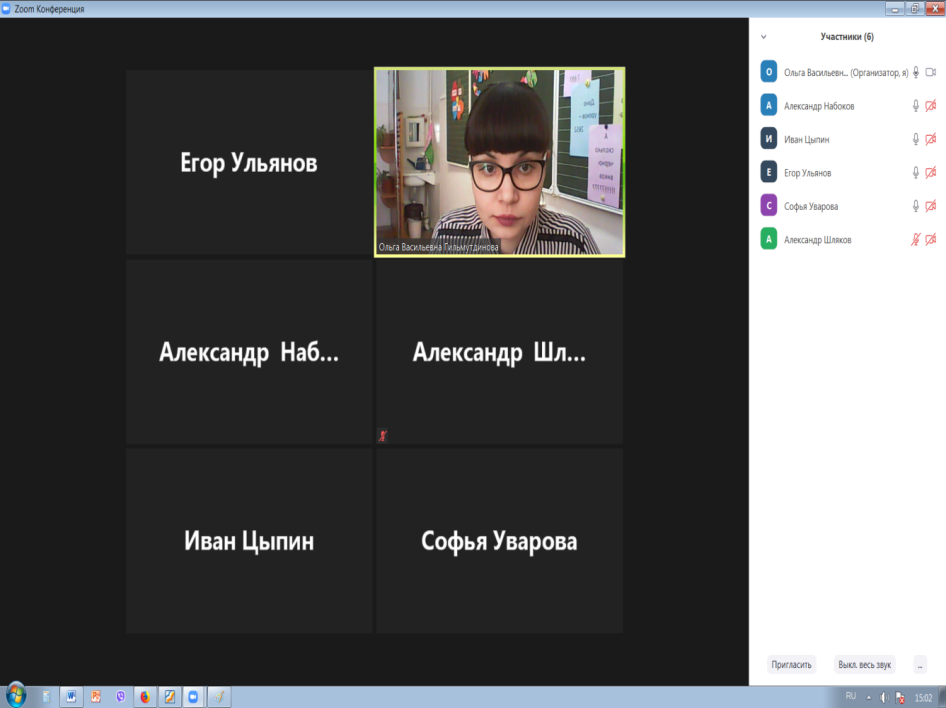 Zoom Конференция
Егор Ульянов
Ольга Васильевна Гильмутдинова
Александр Наб...
Александр Шл...
Иван Цыпин
Софья Уварова
Участники (6)
О Ольга Васильевн... (Организатор, я)
А Александр Набоков
И Иван Цыпин
Е Егор Ульянов
С Софья Уварова
А Александр Шляков
Пригласить
Выкл. весь звук
...
RU
15:02